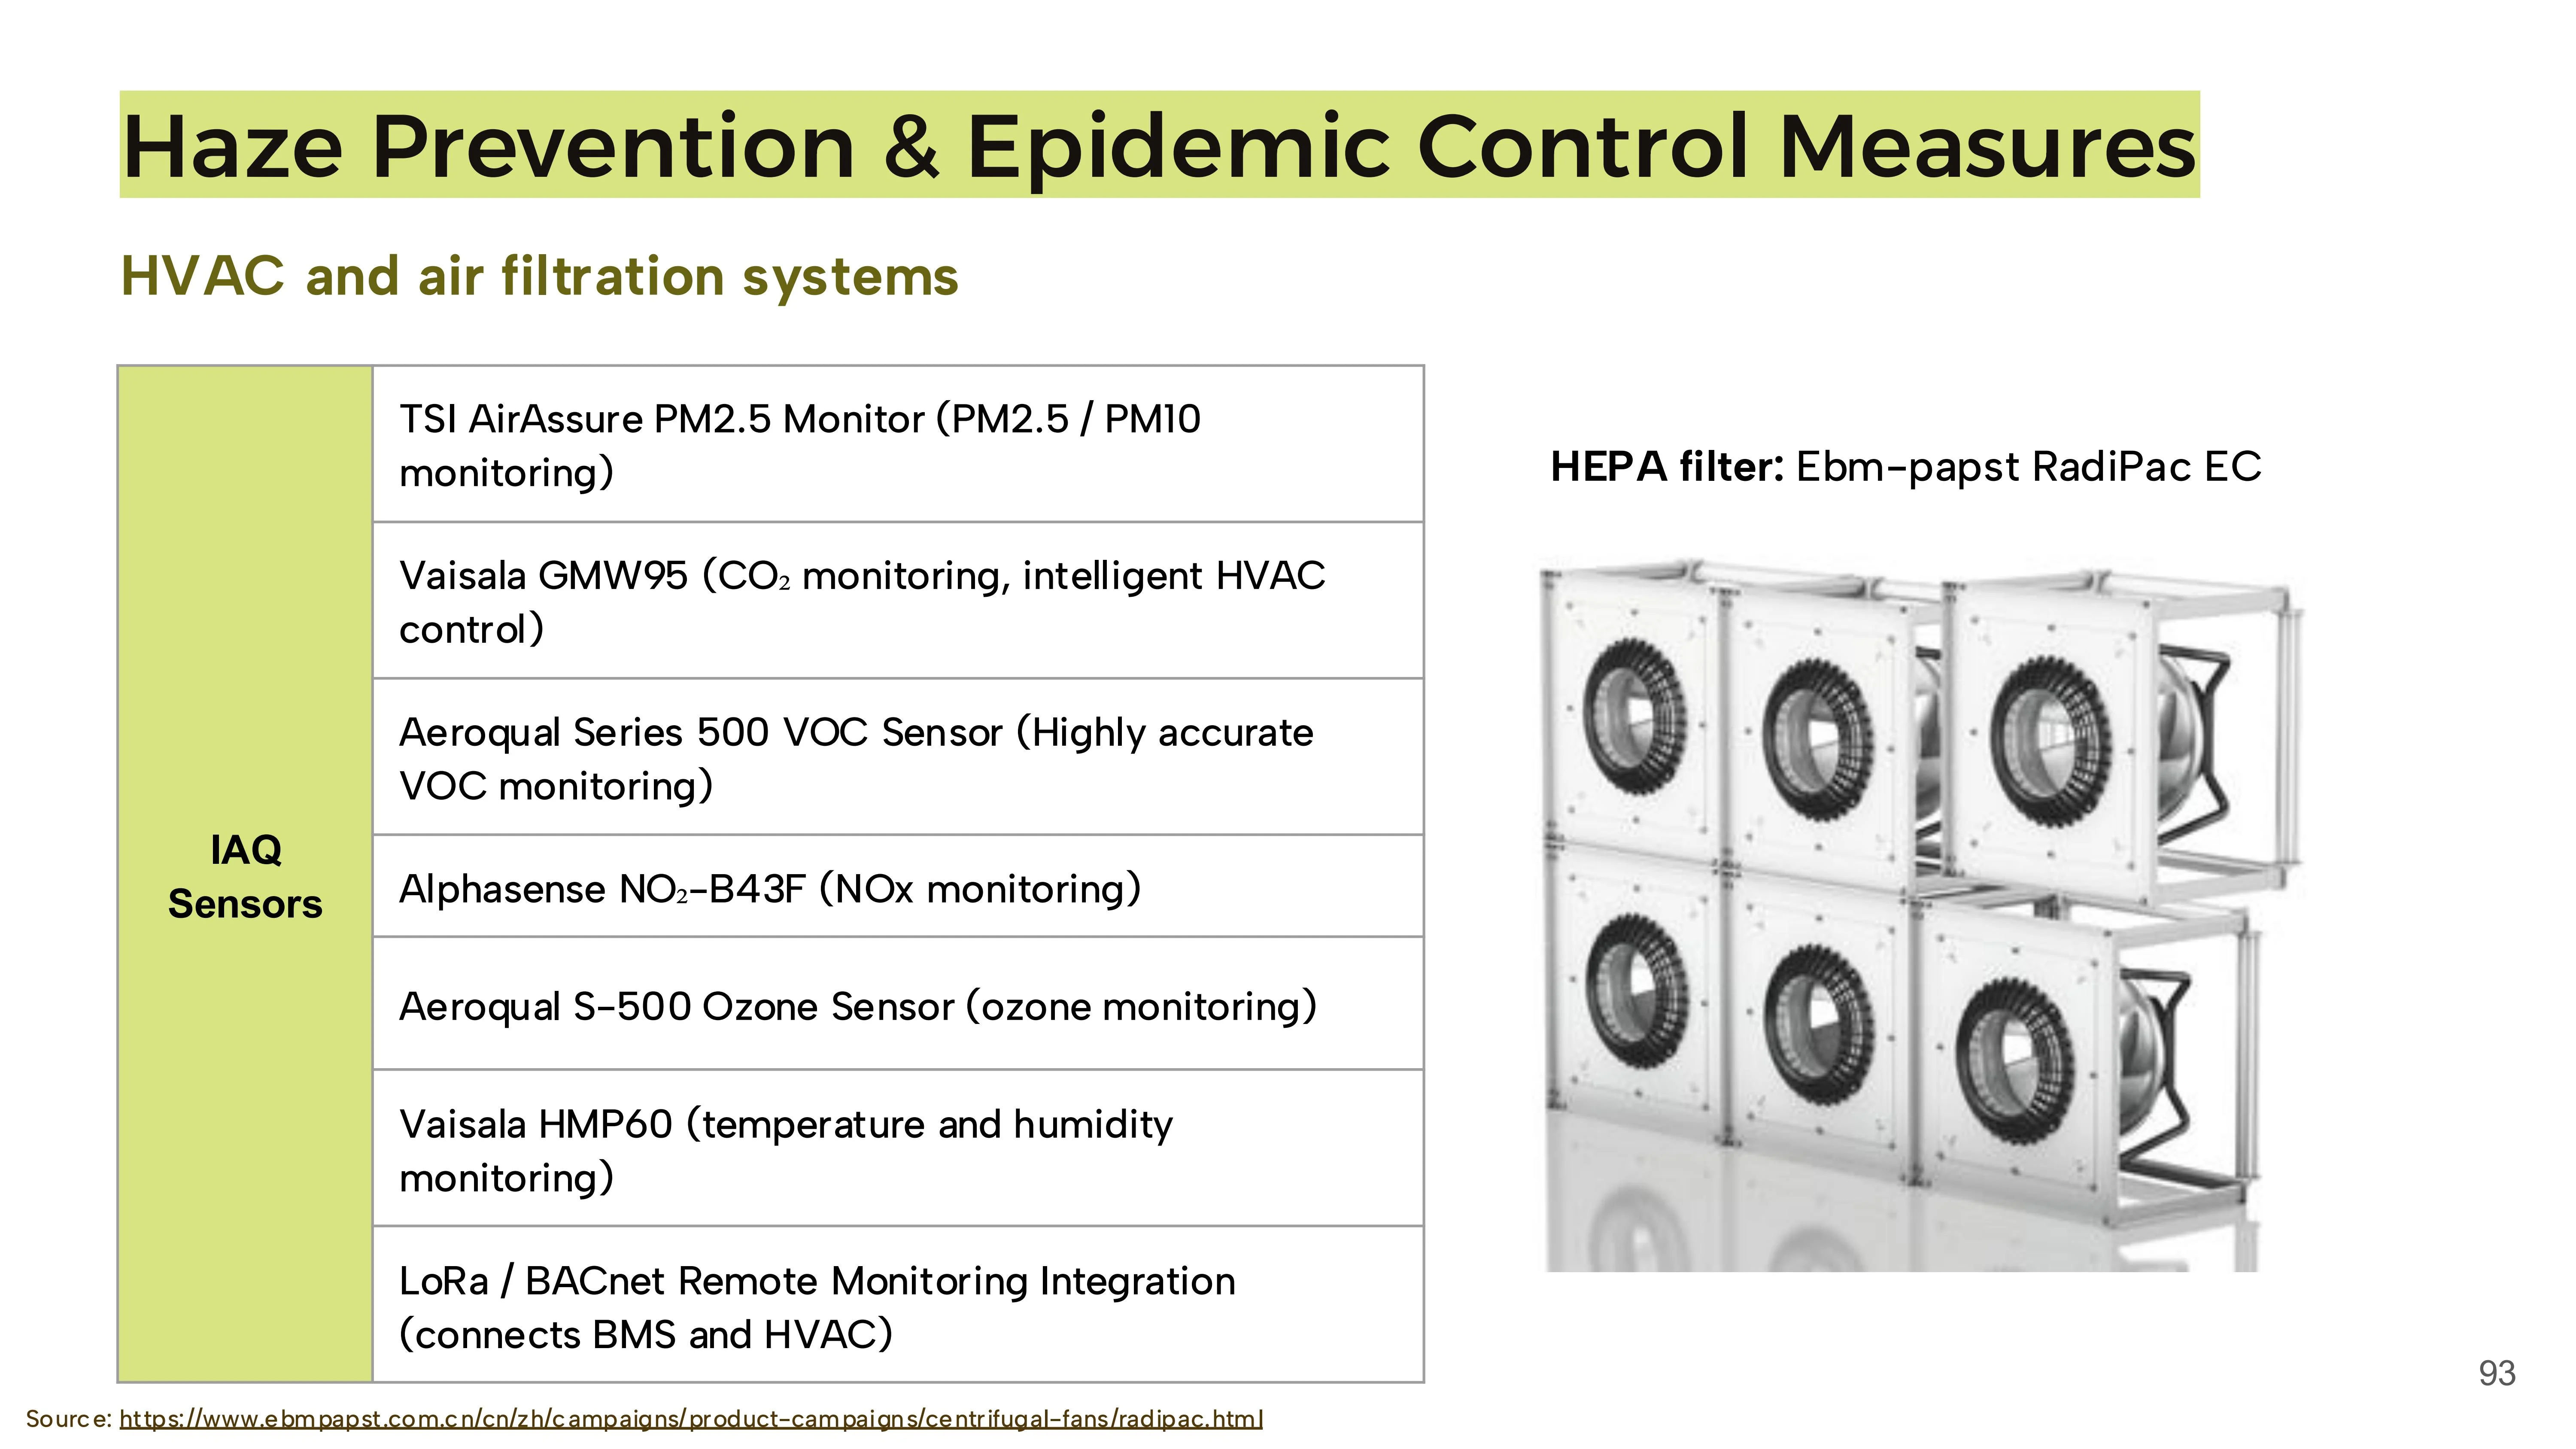 Haze Prevention & Epidemic Control Measures
HVAC and air filtration systems
IAQ
Sensors
TSI AirAssure PM2.5 Monitor (PM2.5 / PM10
monitoring)
Vaisala GMW95 (CO₂ monitoring, intelligent HVAC
control)
Aeroqual Series 500 VOC Sensor (Highly accurate
VOC monitoring)
Alphasense NO₂-B43F (NOx monitoring)
Aeroqual S-500 Ozone Sensor (ozone monitoring)
Vaisala HMP60 (temperature and humidity
monitoring)
LoRa / BACnet Remote Monitoring Integration
(connects BMS and HVAC)
HEPA filter: Ebm-papst RadiPac EC
93
Source: https://www.ebmpapst.com.cn/cn/zh/campaigns/product-campaigns/centrifugal-fans/radipac.html